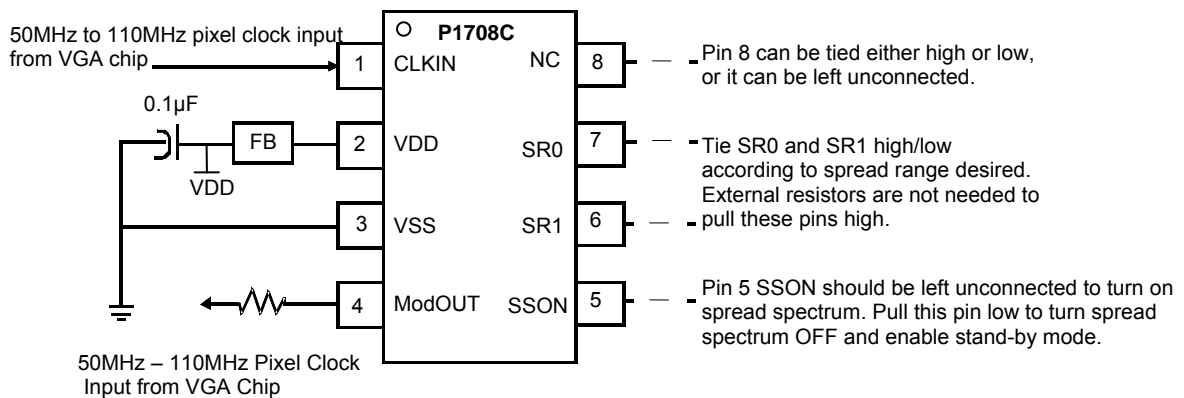 50MHz to 110MHz pixel clock input
from VGA chip
P1708C
1 CLKIN
NC 8
Pin 8 can be tied either high or low,
or it can be left unconnected.
0.1µF
FB
VDD
2 VDD
SR0 7
Tie SR0 and SR1 high/low
according to spread range desired.
External resistors are not needed to
pull these pins high.
3 VSS
SR1 6
4 ModOUT
SSON 5
Pin 5 SSON should be left unconnected to turn on
spread spectrum. Pull this pin low to turn spread
spectrum OFF and enable stand-by mode.
50MHz – 110MHz Pixel Clock
Input from VGA Chip